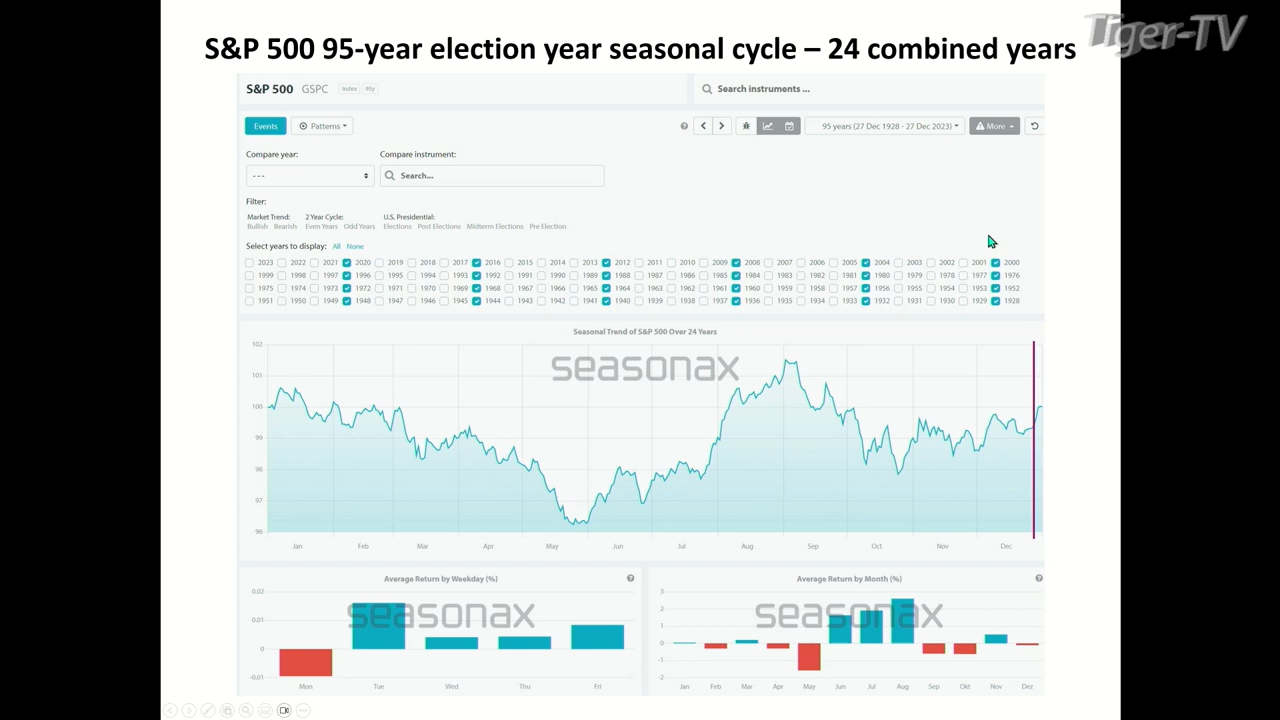 Tiger-TV
S&P 500 95-year election year seasonal cycle – 24 combined years
S&P 500 GSPC Index 95y Search instruments ...
Events Patterns 95 years (27 Dec 1928 - 27 Dec 2023) More
Compare year: Compare instrument:
--- Search...
Filter:
Market Trend: 2 Year Cycle: U.S. Presidential:
Bullish Bearish Even Years Odd Years Elections Post Elections Midterm Elections Pre Election
Select years to display: All None
2023 2022 2021 2020 2019 2018 2017 2016 2015 2014 2013 2012 2011 2010 2009 2008 2007 2006 2005 2004 2003 2002 2001 2000
1999 1998 1997 1996 1995 1994 1993 1992 1991 1990 1989 1988 1987 1986 1985 1984 1983 1982 1981 1980 1979 1978 1977 1976
1975 1974 1973 1972 1971 1970 1969 1968 1967 1966 1965 1964 1963 1962 1961 1960 1959 1958 1957 1956 1955 1954 1953 1952
1951 1950 1949 1948 1947 1946 1945 1944 1943 1942 1941 1940 1939 1938 1937 1936 1935 1934 1933 1932 1931 1930 1929 1928
Seasonal Trend of S&P 500 Over 24 Years
seasonax
102
101
100
99
98
97
96
Jan Feb Mar Apr May Jun Jul Aug Sep Oct Nov Dec
Average Return by Weekday (%)
seasonax
0.02
0.01
0
-0.01
Mon Tue Wed Thu Fri
Average Return by Month (%)
seasonax
3
2
1
0
-1
-2
Jan Feb Mar Apr May Jun Jul Aug Sep Okt Nov Dez